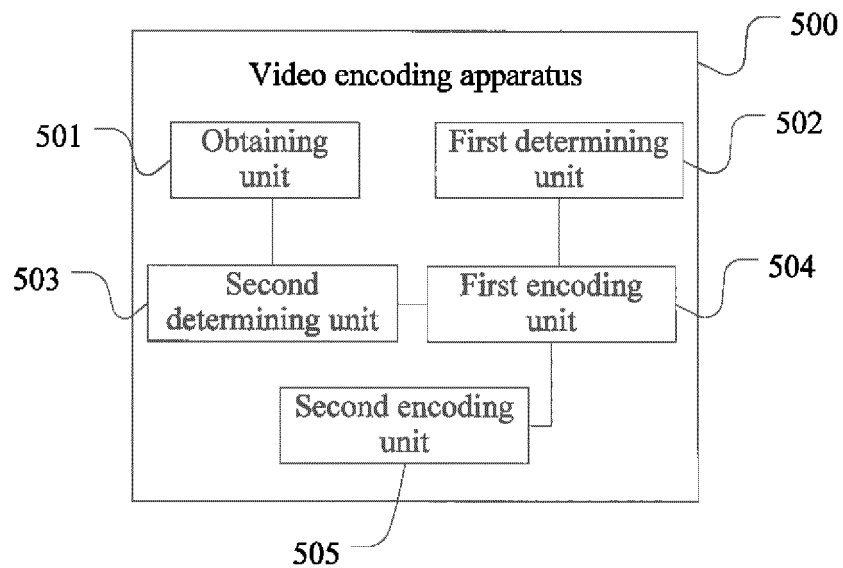 500
Video encoding apparatus
501
Obtaining
unit
First determining
unit
502
503
Second
determining unit
First encoding
unit
504
Second encoding
unit
505